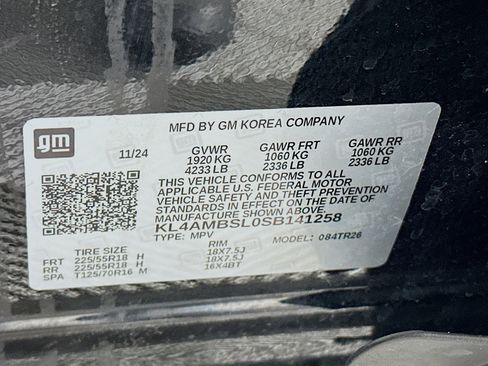 gm
MFD BY GM KOREA COMPANY
11/24 GVWR GAWR FRT GAWR RR
1920 KG 1060 KG 1060 KG
4233 LB 2336 LB 2336 LB
THIS VEHICLE CONFORMS TO ALL
APPLICABLE U.S. FEDERAL MOTOR
VEHICLE SAFETY AND THEFT PREVENTION
STANDARDS IN EFFECT ON THE DATE OF
MANUFACTURE SHOWN ABOVE.
KL4AMBSL0SB141258
TYPE: MPV MODEL: 084TR26
TIRE SIZE RIM
FRT 225/55R18 H 18X7.5J
RR 225/55R18 H 18X7.5J
SPA T125/70R16 M 16X4BT